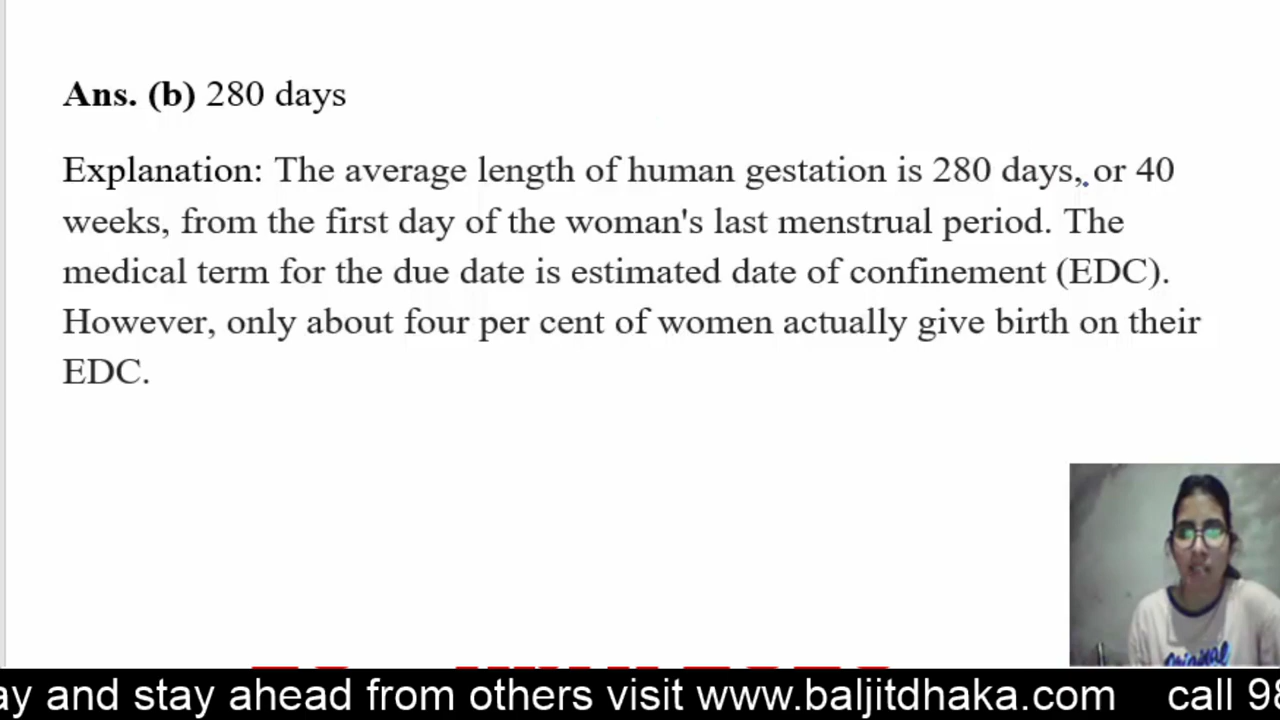 Ans. (b) 280 days
Explanation: The average length of human gestation is 280 days, or 40
weeks, from the first day of the woman's last menstrual period. The
medical term for the due date is estimated date of confinement (EDC).
However, only about four per cent of women actually give birth on their
EDC.
Original
ay and stay ahead from others visit www.baljitdhaka.com call 98